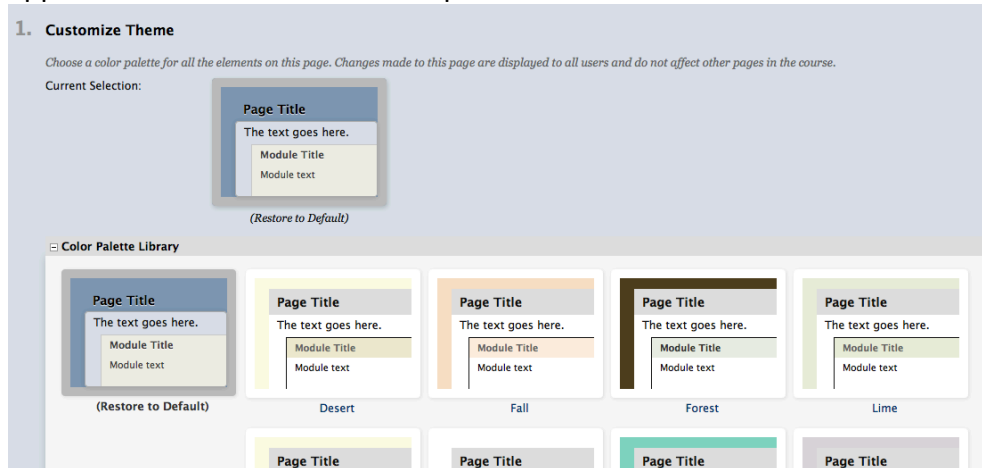 1. Customize Theme
Choose a color palette for all the elements on this page. Changes made to this page are displayed to all users and do not affect other pages in the course.
Current Selection:
Page Title
The text goes here.
Module Title
Module text
(Restore to Default)
Color Palette Library
Page Title
The text goes here.
Module Title
Module text
(Restore to Default)
Page Title
The text goes here.
Module Title
Module text
Desert
Page Title
The text goes here.
Module Title
Module text
Fall
Page Title
The text goes here.
Module Title
Module text
Forest
Page Title
The text goes here.
Module Title
Module text
Lime
Page Title
Page Title
Page Title
Page Title